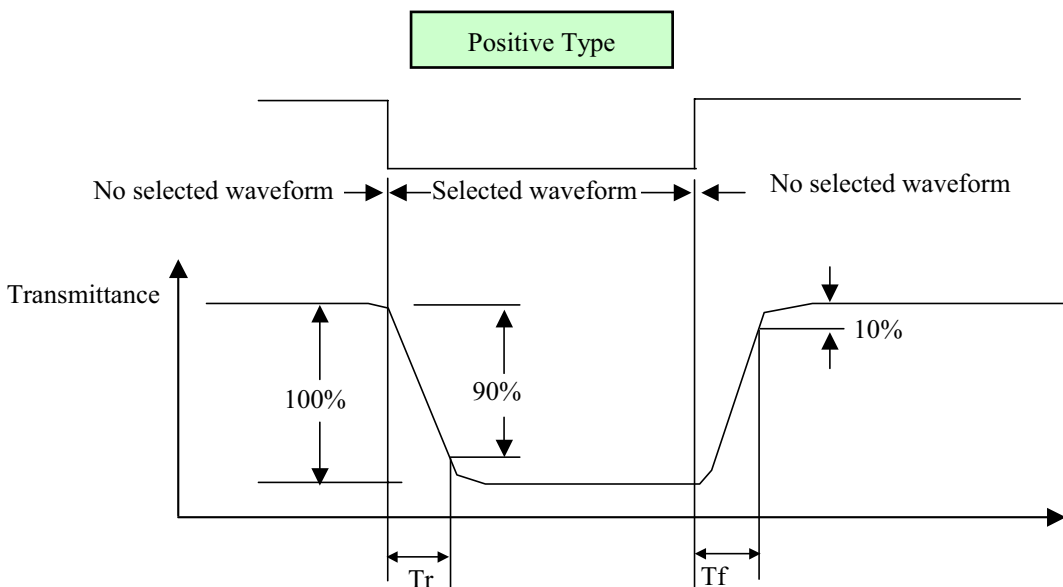 Positive Type
No selected waveform
Selected waveform
No selected waveform
Transmittance
10%
100%
90%
Tr
Tf